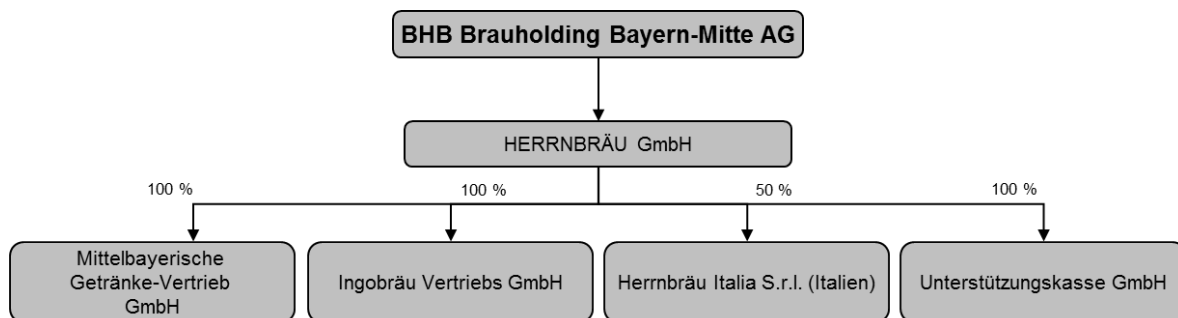 BHB Brauholding Bayern-Mitte AG
HERRNBRÄU GmbH
100 %
100 %
50 %
100 %
Mittelbayerische
Getränke-Vertrieb
GmbH
Ingobräu Vertriebs GmbH
Herrnbräu Italia S.r.l. (Italien)
Unterstützungskasse GmbH